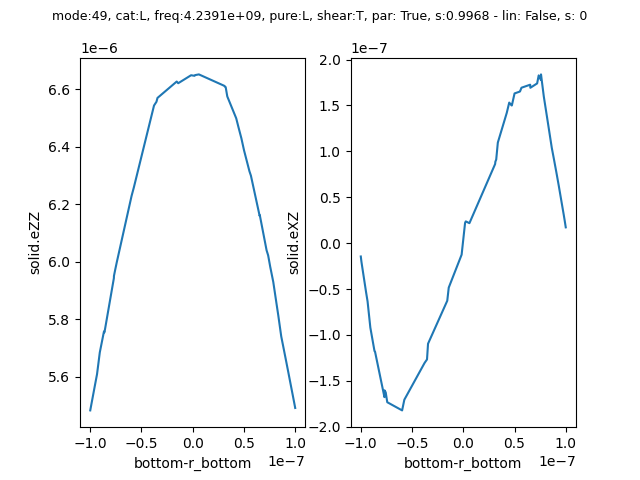 mode:49, cat:L, freq:4.2391e+09, pure:L, shear:T, par: True, s:0.9968 - lin: False, s: 0
1e−6
6.6
6.4
6.2
6.0
5.8
5.6
solid.eZZ
−1.0 −0.5 0.0 0.5 1.0
bottom-r_bottom 1e−7
1e−7
2.0
1.5
1.0
0.5
0.0
−0.5
−1.0
−1.5
−2.0
solid.eXZ
−1.0 −0.5 0.0 0.5 1.0
bottom-r_bottom 1e−7